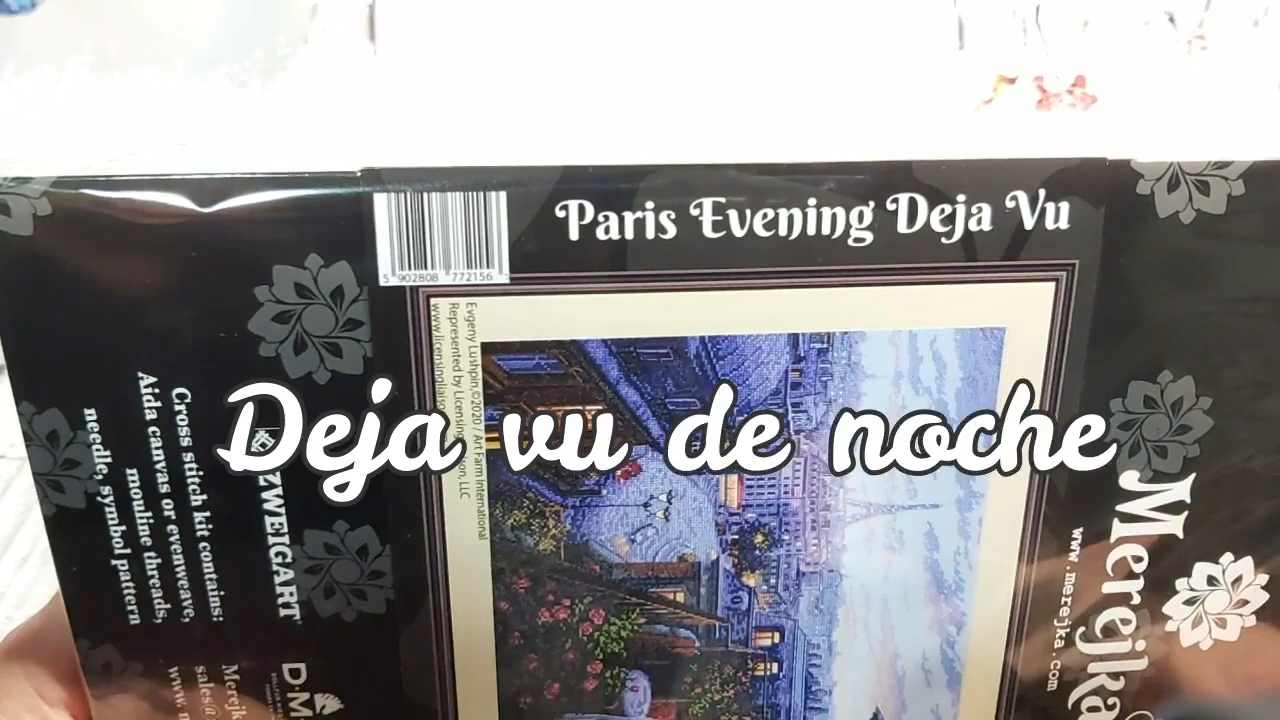 Paris Evening Deja Vu
5 902808 772156
Deja vu de noche
Evgeny Lushpin, ©2020 / Art Farm International
Represented by
LLC
Merejka
www.merejka.com
ZWEIGART
Cross stitch kit contains:
Aida canvas or evenweave,
mouline threads,
needle, symbol pattern